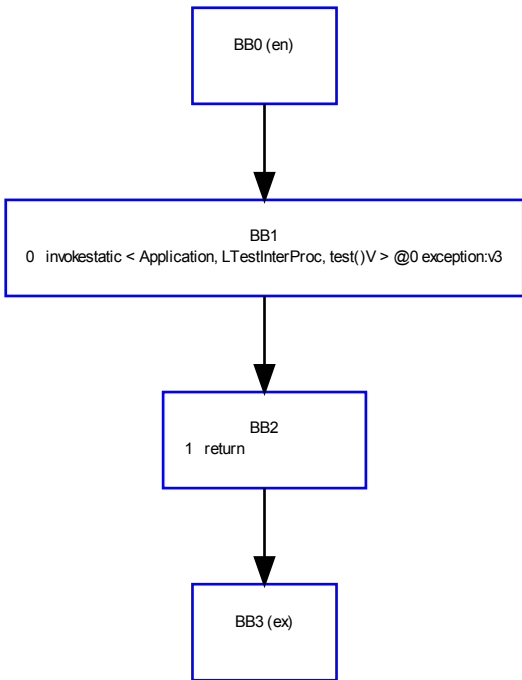 BB0 (en)
BB1
0 invokestatic < Application, LTestInterProc, test()V > @0 exception:v3
BB2
1 return
BB3 (ex)